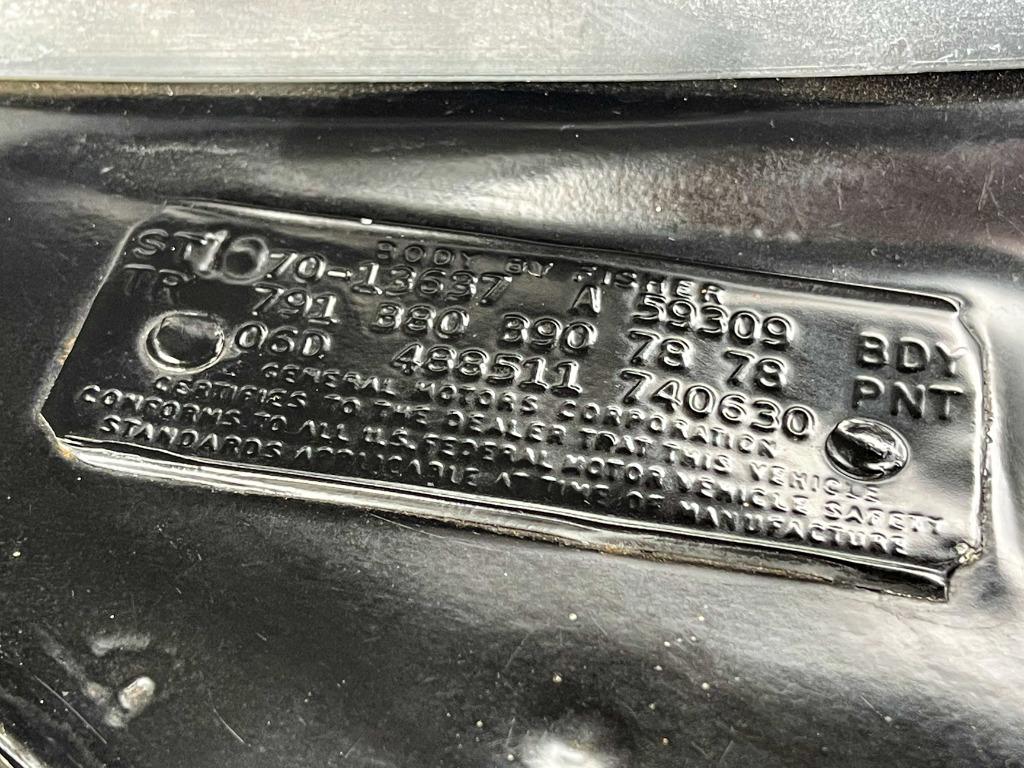 BODY BY FISHER
ST 70-13637 A 59309 BDY
TR 791 B80 B90 78 78 PNT
06D 488511 740630
GENERAL MOTORS CORPORATION
CERTIFIES TO THE DEALER THAT THIS VEHICLE
CONFORMS TO ALL U.S. FEDERAL MOTOR VEHICLE SAFETY
STANDARDS APPLICABLE AT TIME OF MANUFACTURE